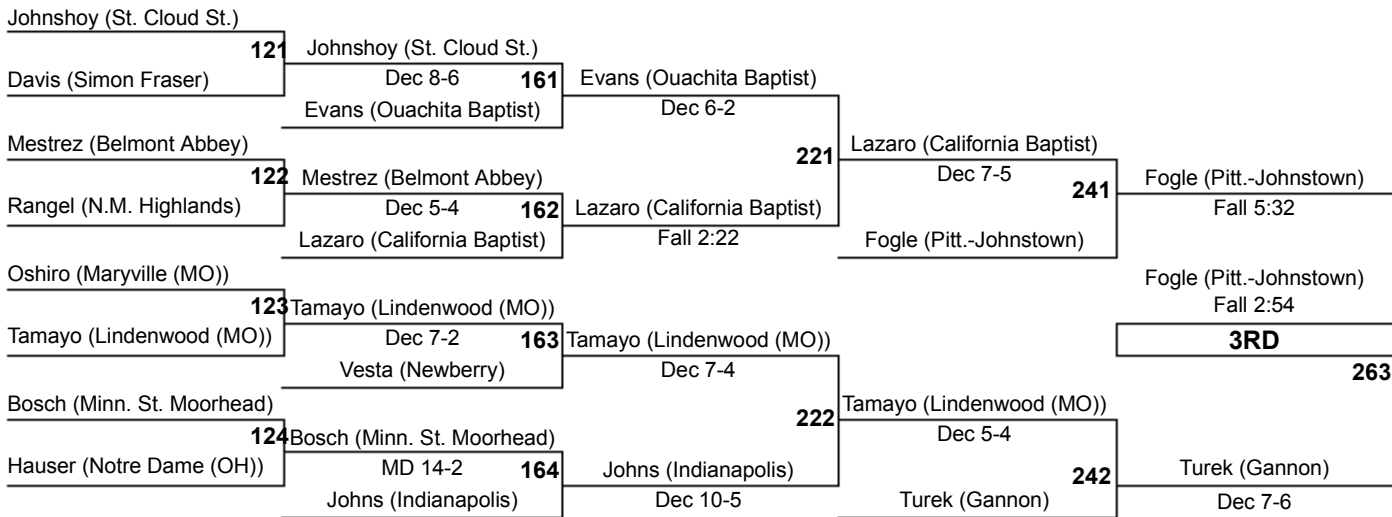 Johnshoy (St. Cloud St.)
121 Johnshoy (St. Cloud St.)
Davis (Simon Fraser)
Dec 8-6
161 Evans (Ouachita Baptist)
Evans (Ouachita Baptist)
Dec 6-2
Mestrez (Belmont Abbey)
221 Lazaro (California Baptist)
122 Mestrez (Belmont Abbey)
Dec 7-5
241 Fogle (Pitt.-Johnstown)
Rangel (N.M. Highlands)
Dec 5-4
162 Lazaro (California Baptist)
Fall 5:32
Lazaro (California Baptist)
Fall 2:22
Fogle (Pitt.-Johnstown)
Oshiro (Maryville (MO))
Fogle (Pitt.-Johnstown)
123 Tamayo (Lindenwood (MO))
Fall 2:54
Tamayo (Lindenwood (MO))
Dec 7-2
163 Tamayo (Lindenwood (MO))
3RD
Vesta (Newberry)
Dec 7-4
263
Bosch (Minn. St. Moorhead)
222 Tamayo (Lindenwood (MO))
124 Bosch (Minn. St. Moorhead)
Dec 5-4
Hauser (Notre Dame (OH))
MD 14-2
164 Johns (Indianapolis)
242 Turek (Gannon)
Johns (Indianapolis)
Dec 10-5
Turek (Gannon)
Dec 7-6